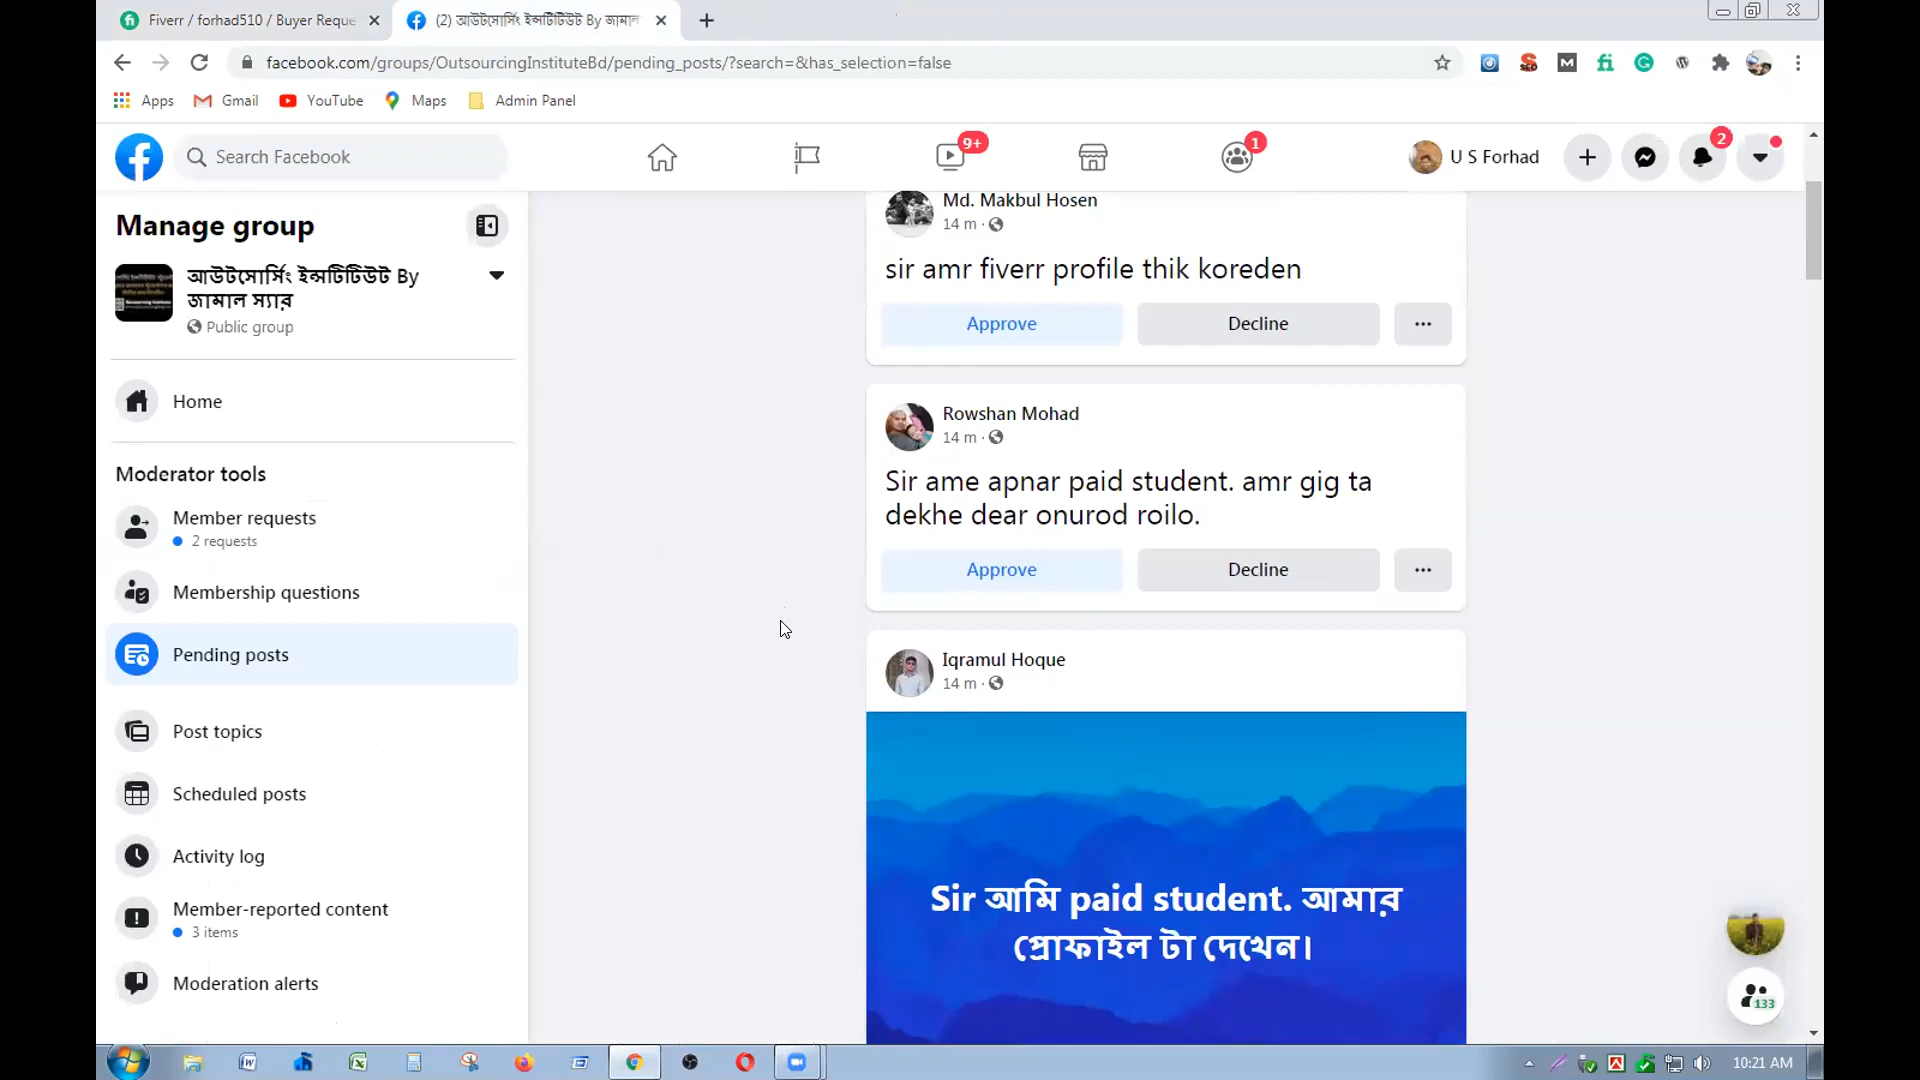 Fiverr / forhad510 / Buyer Reque
(2) আউটসোর্সিং ইন্সটিটিউট By জামাল
facebook.com/groups/OutsourcingInstituteBd/pending_posts/?search=&has_selection=false
Apps Gmail YouTube Maps Admin Panel
Search Facebook
9+
1
U S Forhad
2
Manage group
আউটসোর্সিং ইন্সটিটিউট By
জামাল স্যার
Public group
Home
Moderator tools
Member requests
2 requests
Membership questions
Pending posts
Post topics
Scheduled posts
Activity log
Member-reported content
3 items
Moderation alerts
Md. Makbul Hosen
14 m
sir amr fiverr profile thik koreden
Approve Decline
Rowshan Mohad
14 m
Sir ame apnar paid student. amr gig ta
dekhe dear onurod roilo.
Approve Decline
Iqramul Hoque
14 m
Sir আমি paid student. আমার
প্রোফাইল টা দেখেন।
133
10:21 AM